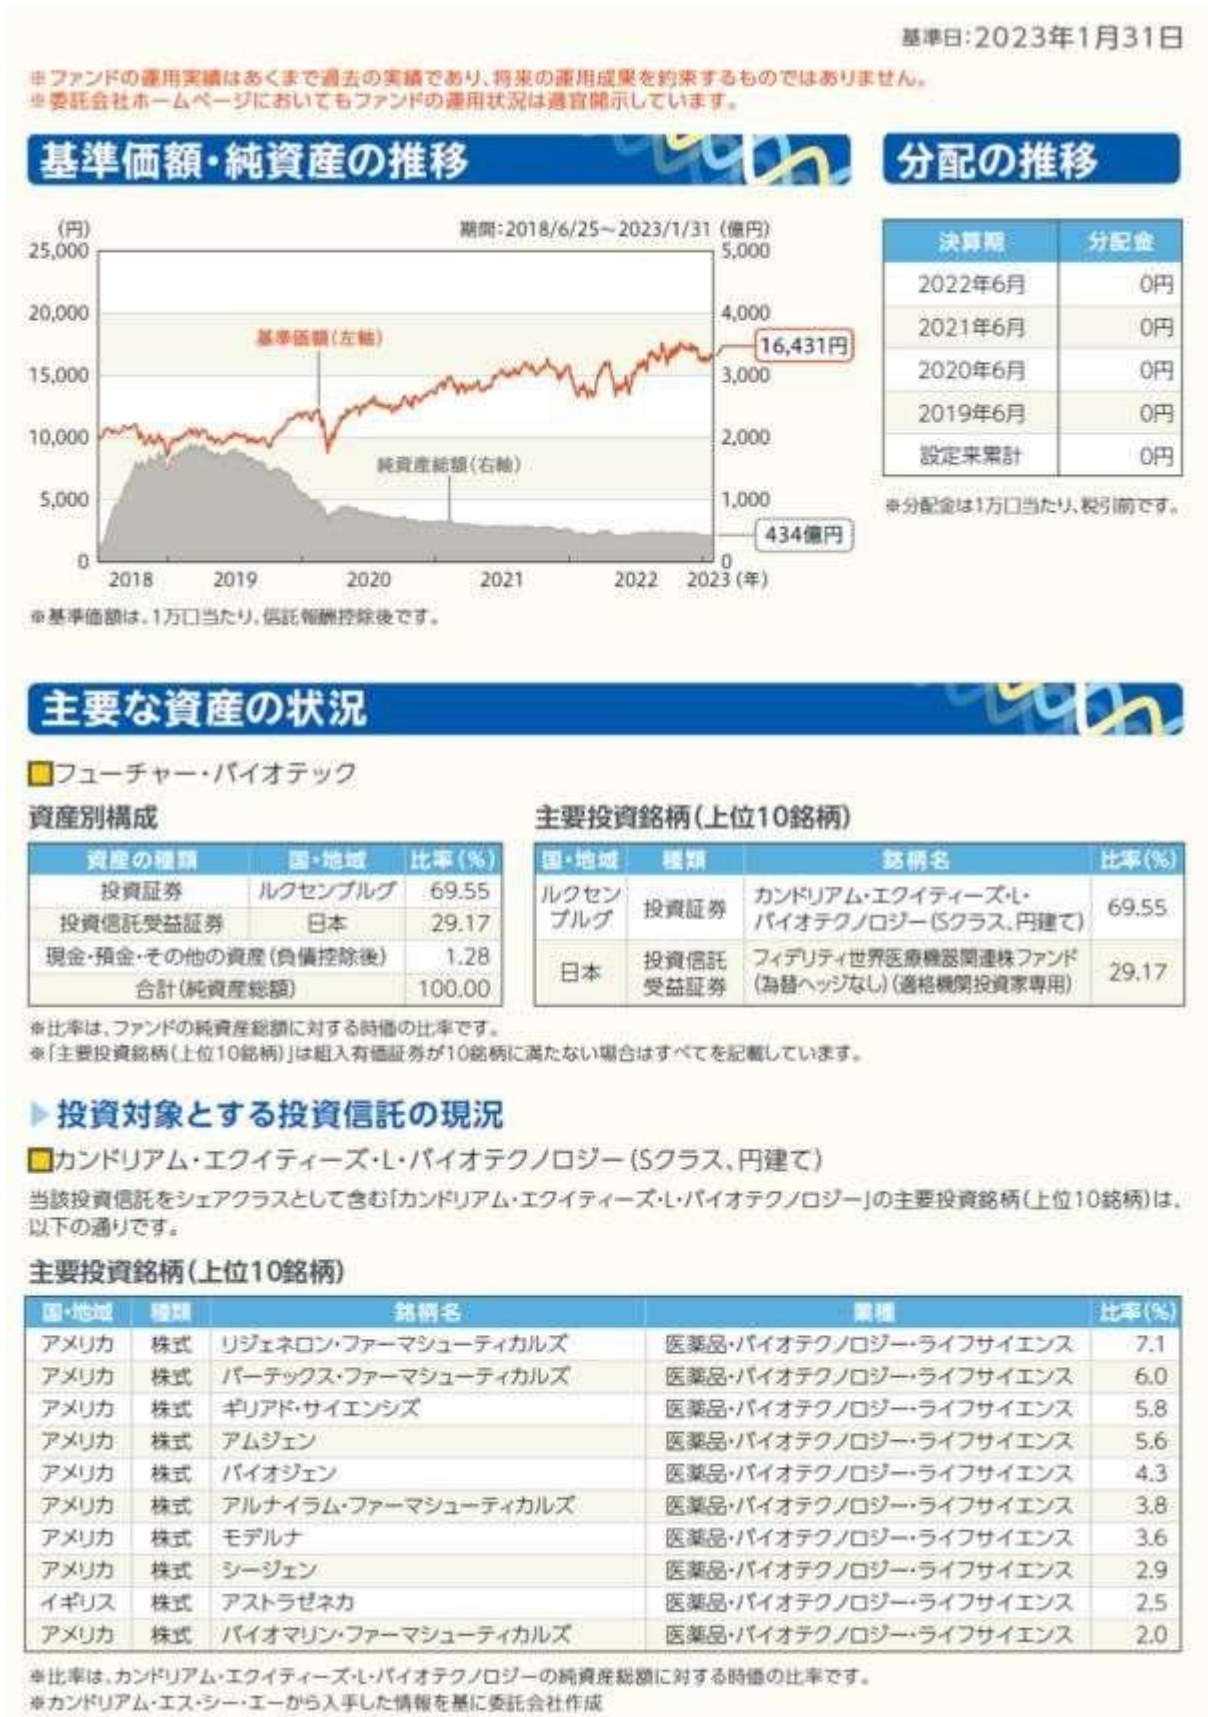 基準日:2023年1月31日
※ファンドの運用実績はあくまで過去の実績であり、将来の運用成果を約束するものではありません。
※委託会社ホームページにおいてもファンドの運用状況は適宜開示しています。
基準価額・純資産の推移
(円)
期間:2018/6/25～2023/1/31 (億円)
25,000
5,000
20,000
4,000
基準価額(左軸)
16,431円
15,000
3,000
10,000
2,000
純資産総額(右軸)
5,000
1,000
434億円
0
0
2018 2019 2020 2021 2022 2023 (年)
※基準価額は、1万口当たり、信託報酬控除後です。
分配の推移
決算期 分配金
2022年6月 0円
2021年6月 0円
2020年6月 0円
2019年6月 0円
設定来累計 0円
※分配金は1万口当たり、税引前です。
主要な資産の状況
フューチャー・バイオテック
資産別構成
資産の種類 国・地域 比率(%)
投資証券 ルクセンブルグ 69.55
投資信託受益証券 日本 29.17
現金・預金・その他の資産(負債控除後) 1.28
合計(純資産総額) 100.00
主要投資銘柄(上位10銘柄)
国・地域 種類 銘柄名 比率(%)
ルクセン
ブルグ
投資証券
カンドリアム・エクイティーズ・L・
バイオテクノロジー(Sクラス、円建て)
69.55
日本
投資信託
受益証券
フィデリティ世界医療機器関連株ファンド
(為替ヘッジなし)(適格機関投資家専用)
29.17
※比率は、ファンドの純資産総額に対する時価の比率です。
※「主要投資銘柄(上位10銘柄)」は組入有価証券が10銘柄に満たない場合はすべてを記載しています。
投資対象とする投資信託の現況
カンドリアム・エクイティーズ・L・バイオテクノロジー(Sクラス、円建て)
当該投資信託をシェアクラスとして含む「カンドリアム・エクイティーズ・L・バイオテクノロジー」の主要投資銘柄(上位10銘柄)は、
以下の通りです。
主要投資銘柄(上位10銘柄)
国・地域 種類 銘柄名 業種 比率(%)
アメリカ 株式 リジェネロン・ファーマシューティカルズ 医薬品・バイオテクノロジー・ライフサイエンス 7.1
アメリカ 株式 バーテックス・ファーマシューティカルズ 医薬品・バイオテクノロジー・ライフサイエンス 6.0
アメリカ 株式 ギリアド・サイエンシズ 医薬品・バイオテクノロジー・ライフサイエンス 5.8
アメリカ 株式 アムジェン 医薬品・バイオテクノロジー・ライフサイエンス 5.6
アメリカ 株式 バイオジェン 医薬品・バイオテクノロジー・ライフサイエンス 4.3
アメリカ 株式 アルナイラム・ファーマシューティカルズ 医薬品・バイオテクノロジー・ライフサイエンス 3.8
アメリカ 株式 モデルナ 医薬品・バイオテクノロジー・ライフサイエンス 3.6
アメリカ 株式 シージェン 医薬品・バイオテクノロジー・ライフサイエンス 2.9
イギリス 株式 アストラゼネカ 医薬品・バイオテクノロジー・ライフサイエンス 2.5
アメリカ 株式 バイオマリン・ファーマシューティカルズ 医薬品・バイオテクノロジー・ライフサイエンス 2.0
※比率は、カンドリアム・エクイティーズ・L・バイオテクノロジーの純資産総額に対する時価の比率です。
※カンドリアム・エス・シー・エーから入手した情報を基に委託会社作成